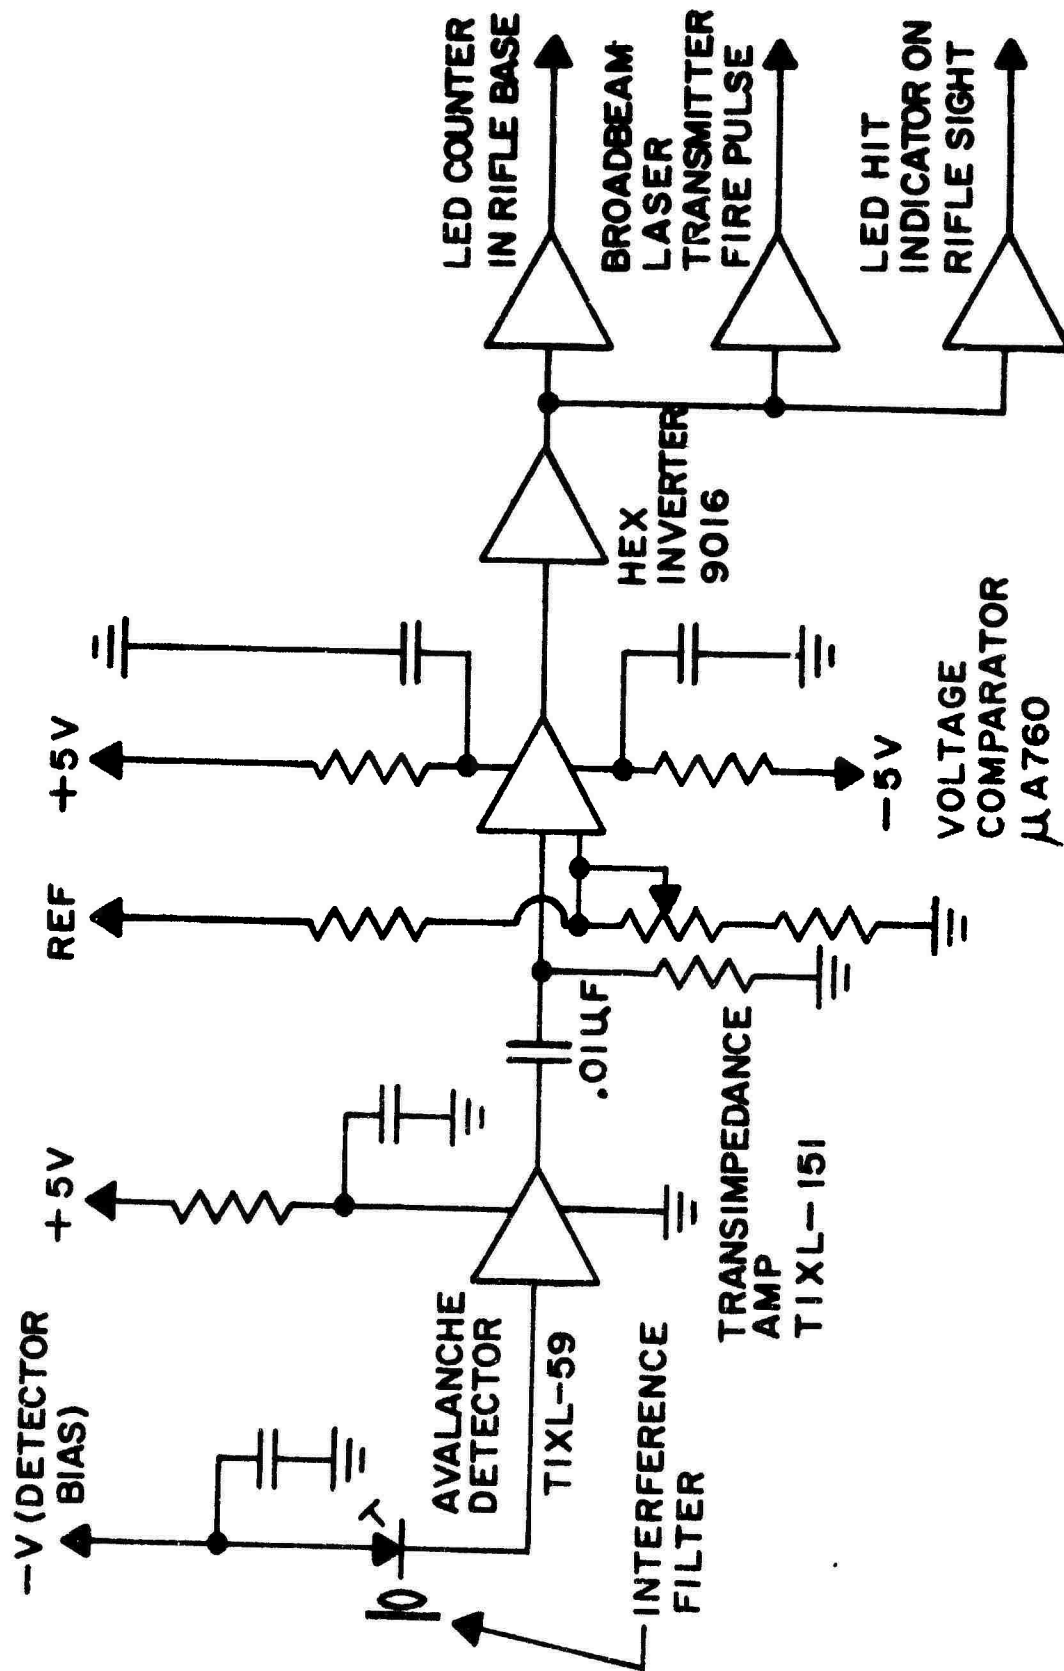 -V (DETECTOR
BIAS)
+5V
REF
+5V
AVALANCHE
DETECTOR
TIXL-59
INTERFERENCE
FILTER
TRANSIMPEDANCE
AMP
TIXL-151
.01µF
-5V
VOLTAGE
COMPARATOR
µA760
HEX
INVERTER
9016
LED COUNTER
IN RIFLE BASE
BROADBEAM
LASER
TRANSMITTER
FIRE PULSE
LED HIT
INDICATOR ON
RIFLE SIGHT